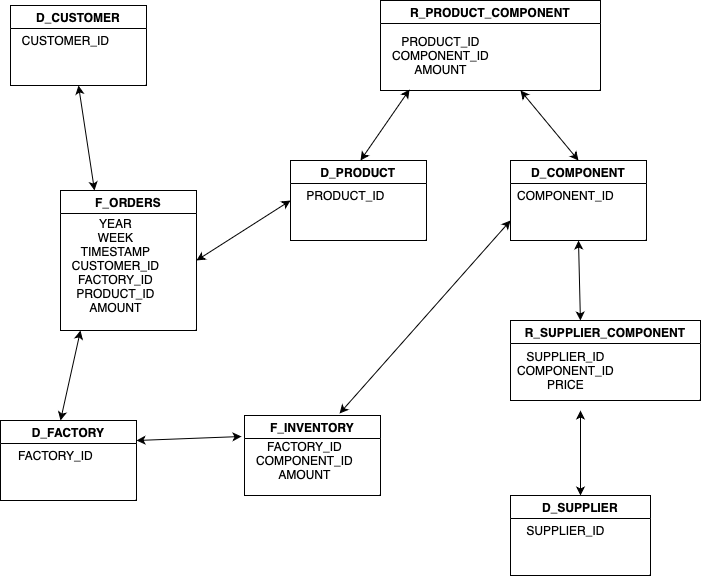 D_CUSTOMER
CUSTOMER_ID
R_PRODUCT_COMPONENT
PRODUCT_ID
COMPONENT_ID
AMOUNT
D_PRODUCT
PRODUCT_ID
D_COMPONENT
COMPONENT_ID
F_ORDERS
YEAR
WEEK
TIMESTAMP
CUSTOMER_ID
FACTORY_ID
PRODUCT_ID
AMOUNT
R_SUPPLIER_COMPONENT
SUPPLIER_ID
COMPONENT_ID
PRICE
D_FACTORY
FACTORY_ID
F_INVENTORY
FACTORY_ID
COMPONENT_ID
AMOUNT
D_SUPPLIER
SUPPLIER_ID